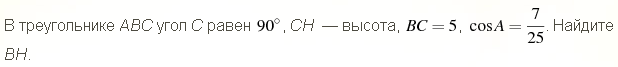 В треугольнике ABC угол C равен 90°, CH — высота, BC = 5, cos A = 7/25. Найдите
BH.